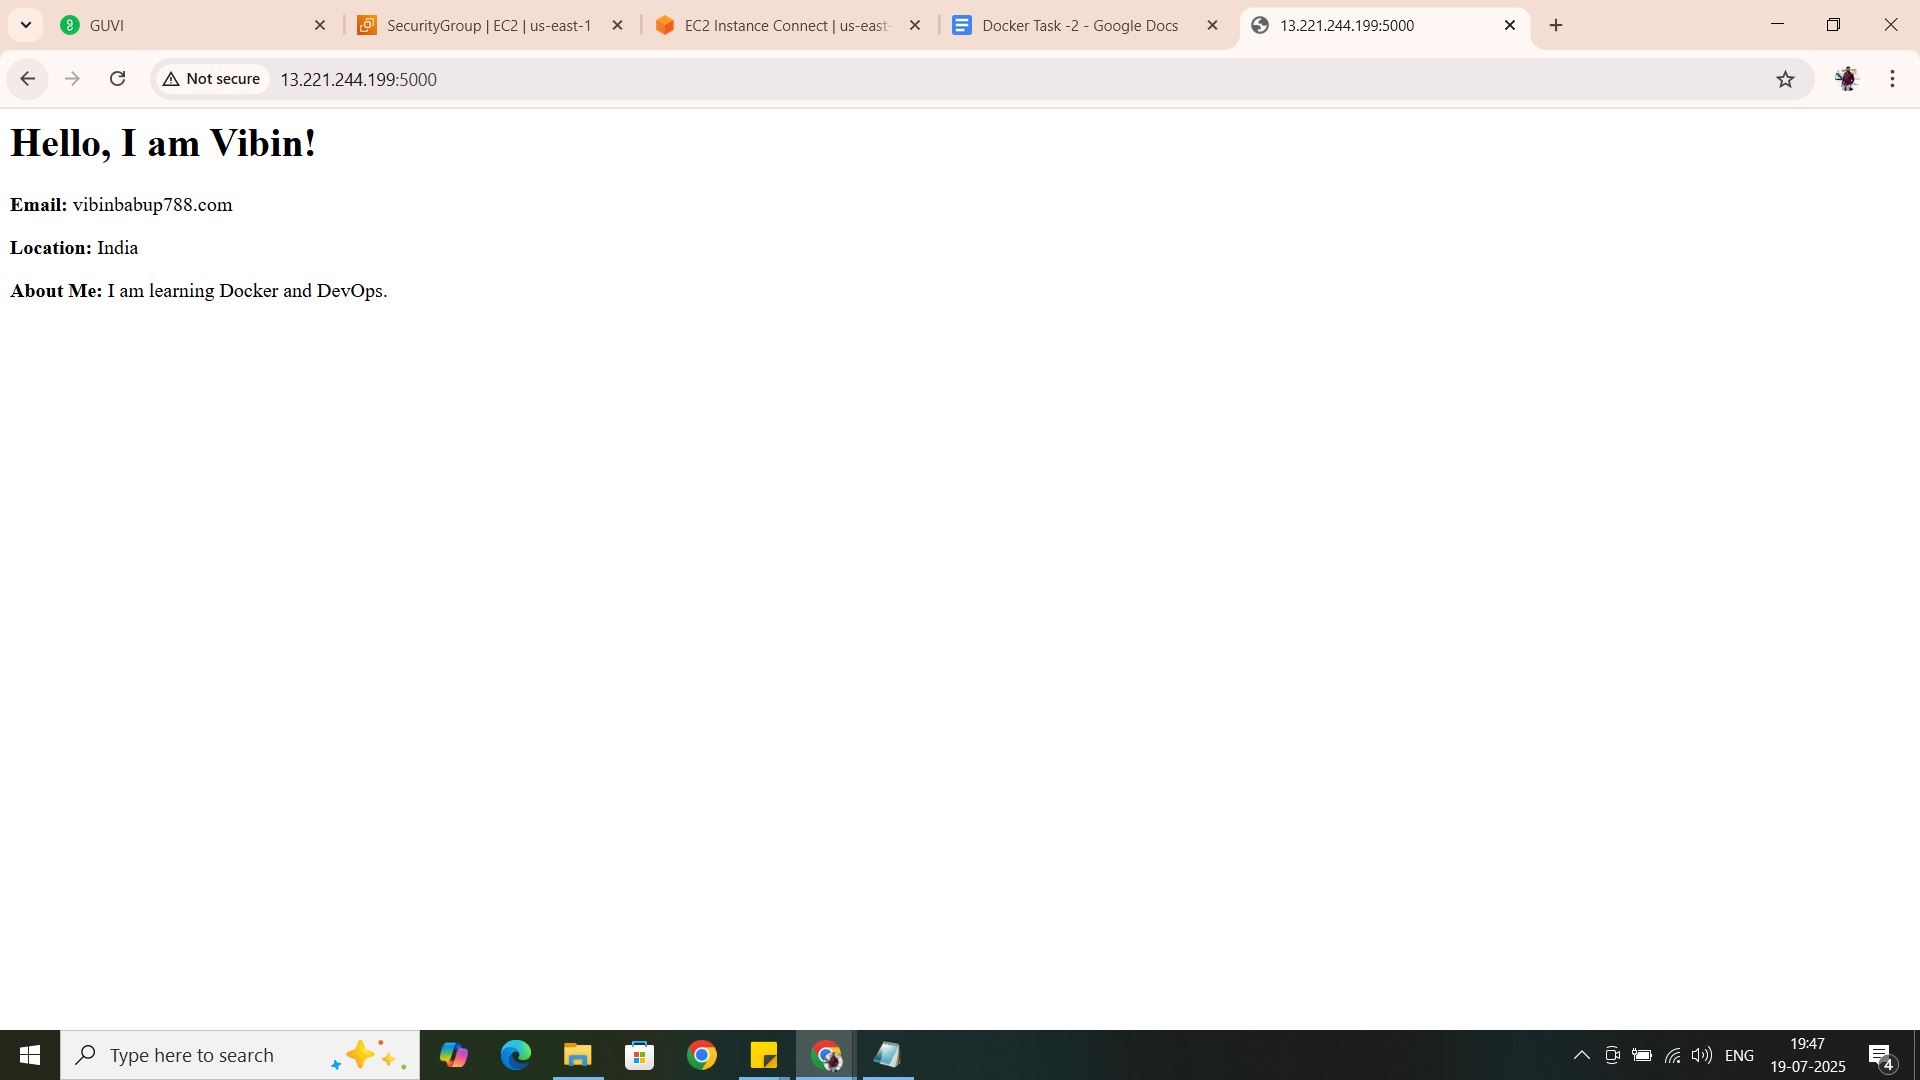 GUVI
SecurityGroup | EC2 | us-east-1
EC2 Instance Connect | us-east-
Docker Task -2 - Google Docs
13.221.244.199:5000
Not secure
13.221.244.199:5000
Hello, I am Vibin!
Email: vibinbabup788.com
Location: India
About Me: I am learning Docker and DevOps.
Type here to search
ENG
19:47
19-07-2025
4